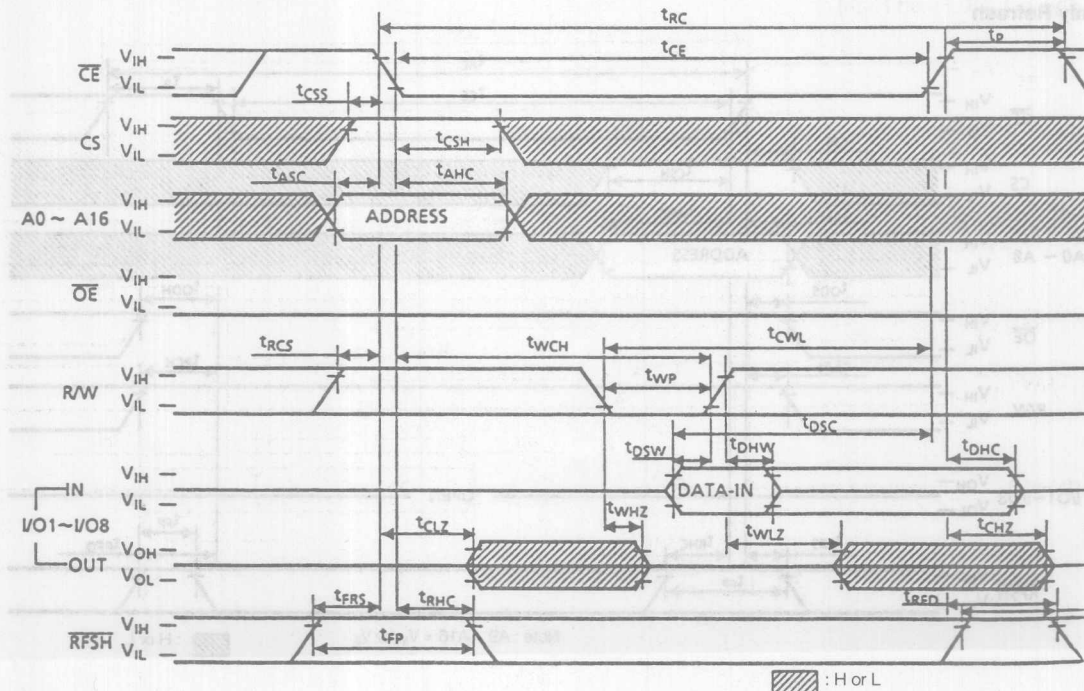 tRC
tP
tCE
CE
VIH
VIL
tCSS
CS
VIH
VIL
tCSH
tASC
tAHC
A0 ~ A16
VIH
VIL
ADDRESS
OE
VIH
VIL
tCWL
tRCS
tWCH
R/W
VIH
VIL
tWP
tDSC
tDSW
tDHW
tDHC
IN
VIH
VIL
DATA-IN
I/O1~I/O8
tWHZ
tCLZ
tWLZ
tCHZ
OUT
VOH
VOL
tFRS
tRHC
tRFD
RFSH
VIH
VIL
tFP
: H or L